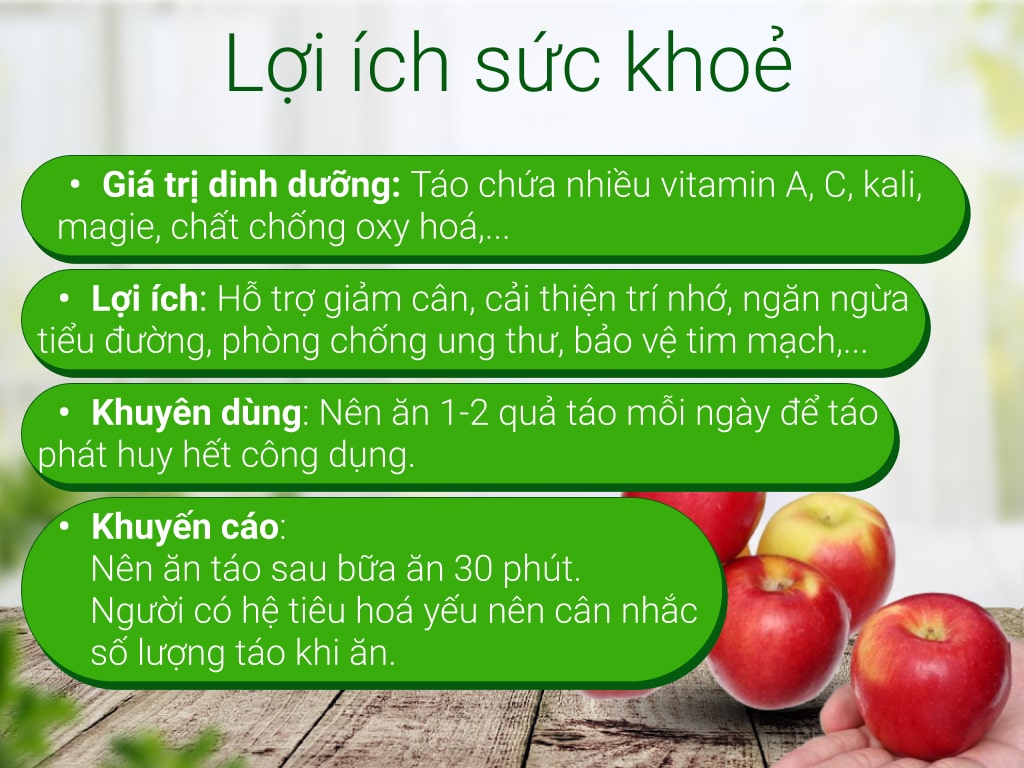 Lợi ích sức khoẻ
• Giá trị dinh dưỡng: Táo chứa nhiều vitamin A, C, kali,
magie, chất chống oxy hoá,...
• Lợi ích: Hỗ trợ giảm cân, cải thiện trí nhớ, ngăn ngừa
tiểu đường, phòng chống ung thư, bảo vệ tim mạch,...
• Khuyên dùng: Nên ăn 1-2 quả táo mỗi ngày để táo
phát huy hết công dụng.
• Khuyến cáo:
Nên ăn táo sau bữa ăn 30 phút.
Người có hệ tiêu hoá yếu nên cân nhắc
số lượng táo khi ăn.